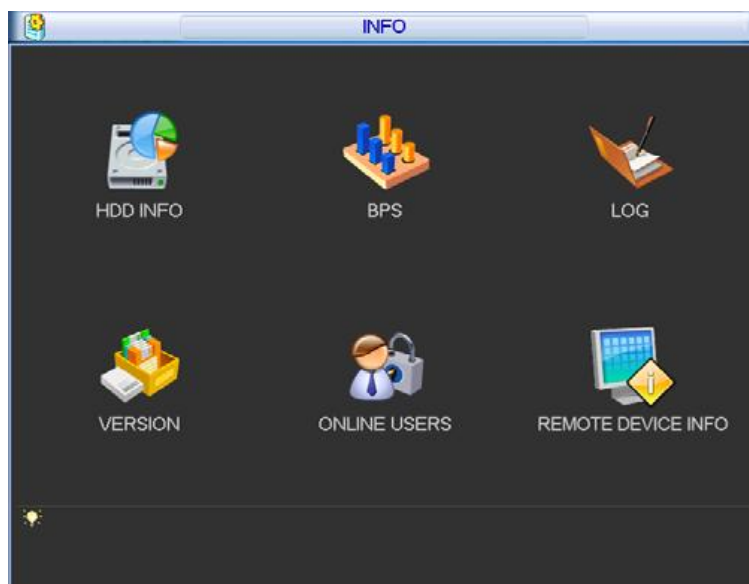 INFO
HDD INFO
BPS
LOG
VERSION
ONLINE USERS
REMOTE DEVICE INFO